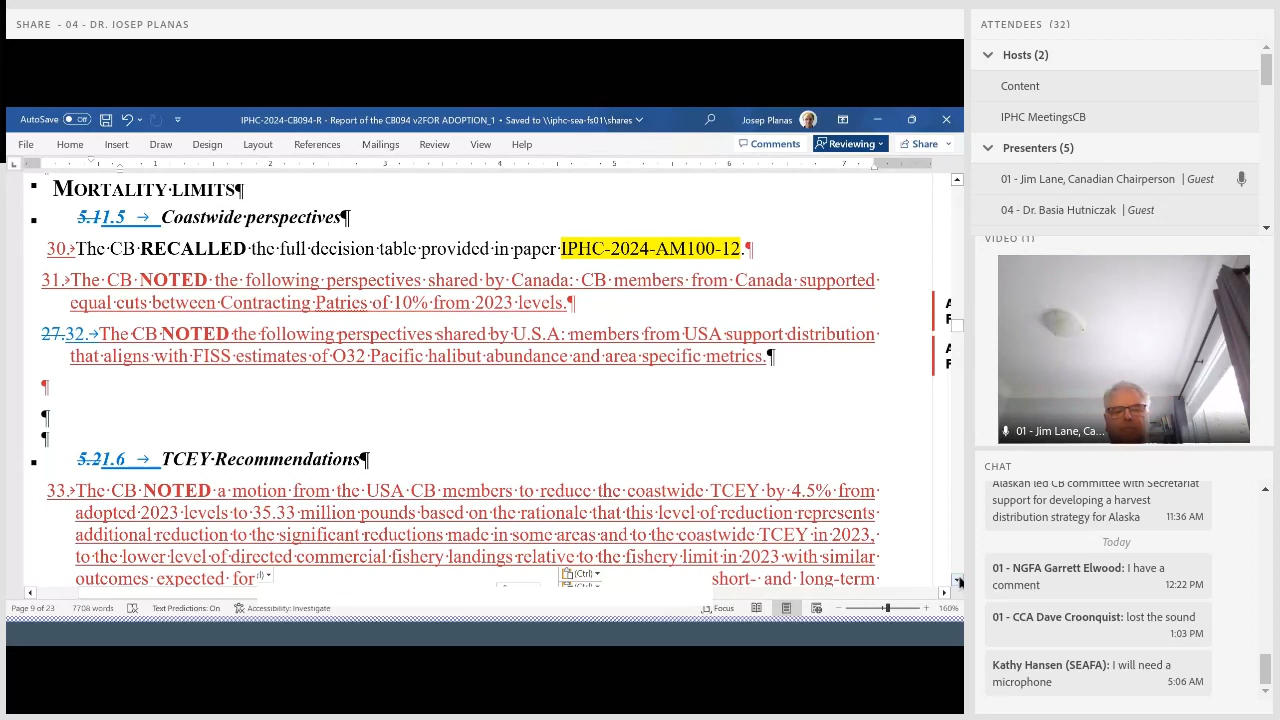 SHARE - 04 - DR. JOSEP PLANAS
AutoSave Off
IPHC-2024-CB094-R - Report of the CB094 v2FOR ADOPTION_1 • Saved to \\iphc-sea-fs01\shares
Josep Planas
File Home Insert Draw Design Layout References Mailings Review View Help
Comments Reviewing Share
1 2 3 4 5 6 7
MORTALITY·LIMITS¶
5.11.5 → Coastwide·perspectives¶
30.The·CB·RECALLED·the·full·decision·table·provided·in·paper·IPHC-2024-AM100-12.¶
31.The·CB·NOTED·the·following·perspectives·shared·by·Canada:·CB·members·from·Canada·supported·
equal·cuts·between·Contracting·Patries·of·10%·from·2023·levels.¶
27.32.→The·CB·NOTED·the·following·perspectives·shared·by·U.S.A:·members·from·USA·support·distribution·
that·aligns·with·FISS·estimates·of·O32·Pacific·halibut·abundance·and·area·specific·metrics.¶
¶
¶
¶
5.21.6 → TCEY·Recommendations¶
33.The·CB·NOTED·a·motion·from·the·USA·CB·members·to·reduce·the·coastwide·TCEY·by·4.5%·from·
adopted·2023·levels·to·35.33·million·pounds·based·on·the·rationale·that·this·level·of·reduction·represents·
additional·reduction·to·the·significant·reductions·made·in·some·areas·and·to·the·coastwide·TCEY·in·2023,·
to·the·lower·level·of·directed·commercial·fishery·landings·relative·to·the·fishery·limit·in·2023·with·similar·
outcomes·expected·for
(Ctrl)
short-·and·long-term·
A
F
A
F
Page 9 of 23 7708 words Text Predictions: On Accessibility: Investigate Focus 160%
ATTENDEES (32)
Hosts (2)
Content
IPHC MeetingsCB
Presenters (5)
01 - Jim Lane, Canadian Chairperson | Guest
04 - Dr. Basia Hutniczak | Guest
VIDEO (1)
01 - Jim Lane, Ca...
CHAT
Alaskan led CB committee with Secretariat
support for developing a harvest
distribution strategy for Alaska 11:36 AM
Today
01 - NGFA Garrett Elwood: I have a
comment 12:22 PM
01 - CCA Dave Croonquist: lost the sound
1:03 PM
Kathy Hansen (SEAFA): I will need a
microphone 5:06 AM